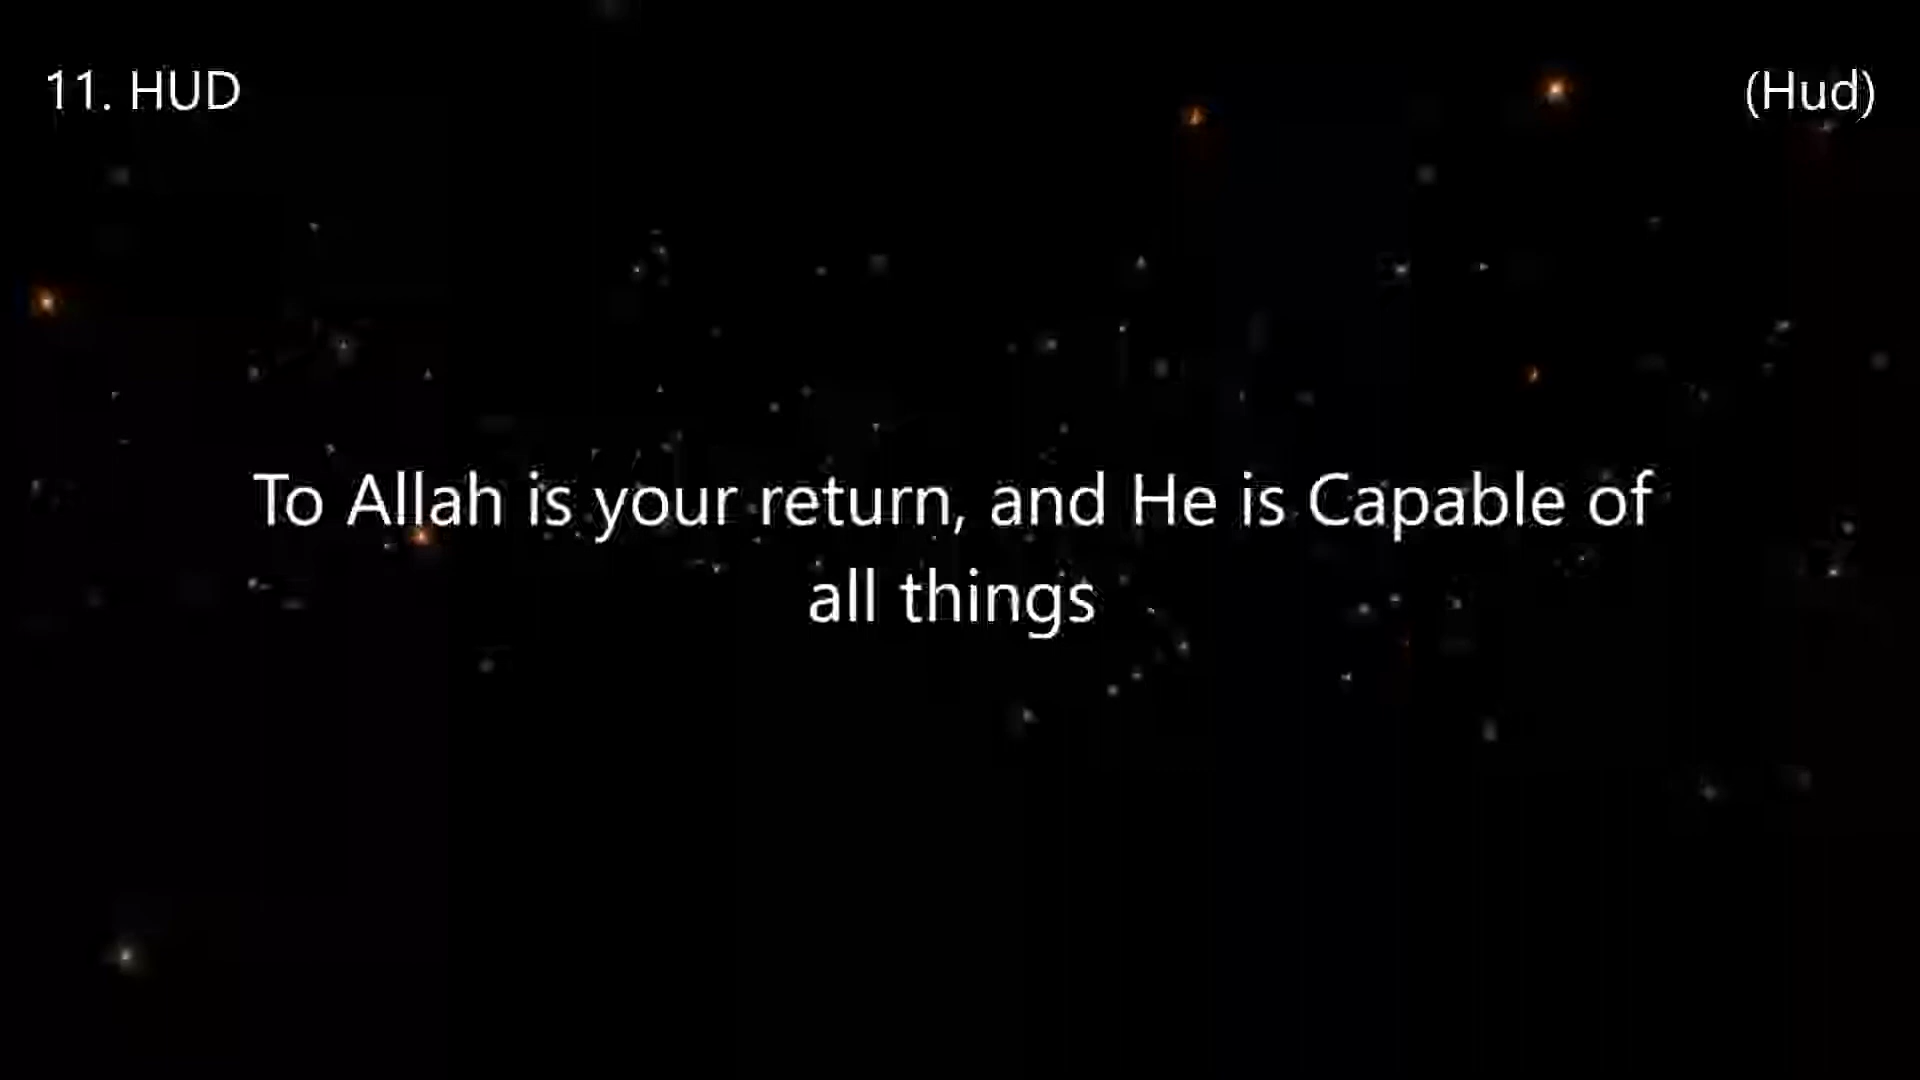 11. HUD
(Hud)
To Allah is your return, and He is Capable of
all things